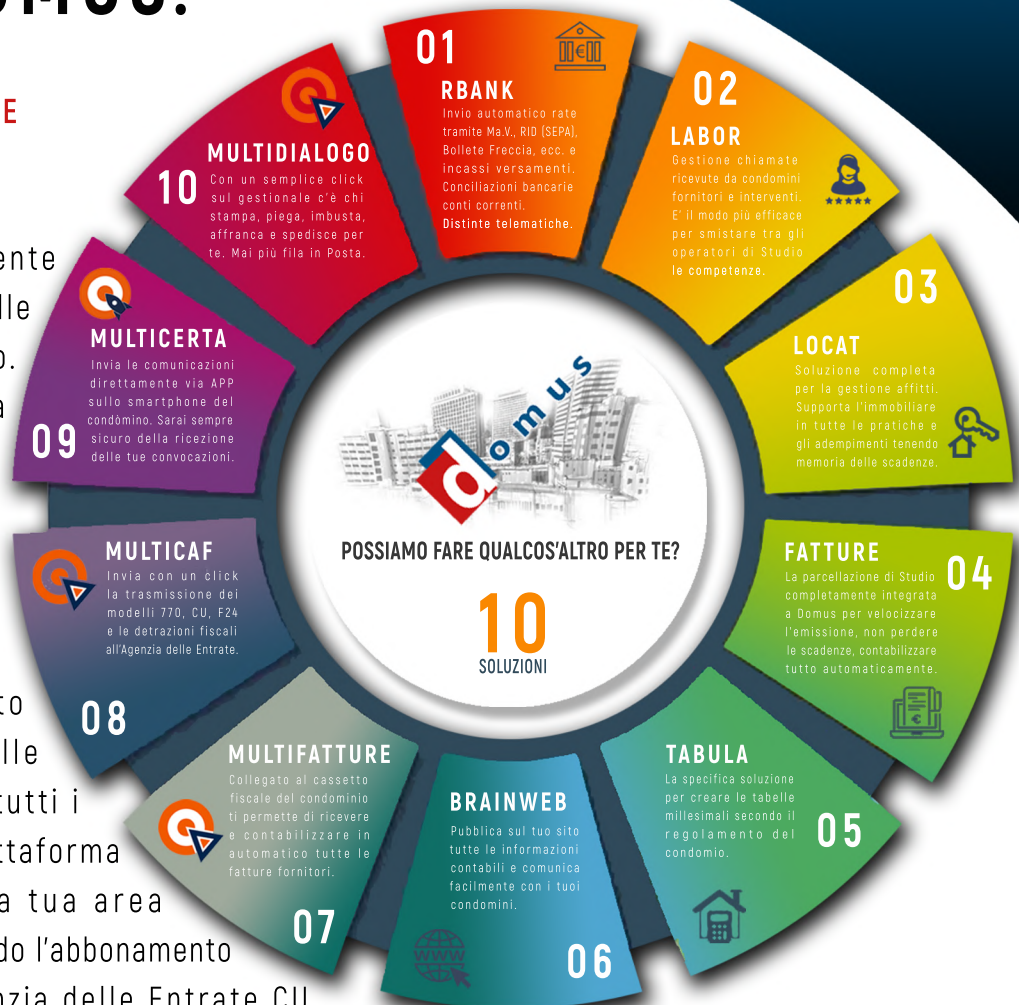 01
RBANK
Invio automatico rate
tramite Ma.V., RID (SEPA),
Bollete Freccia, ecc. e
incassi versamenti.
Conciliazioni bancarie
conti correnti.
Distinte telematiche.
02
LABOR
Gestione chiamate
ricevute da condomini
fornitori e interventi.
E' il modo più efficace
per smistare tra gli
operatori di Studio
le competenze.
03
LOCAT
Soluzione completa
per la gestione affitti.
Supporta l'immobiliare
in tutte le pratiche e
gli adempimenti tenendo
memoria delle scadenze.
FATTURE
04
La parcellazione di Studio
completamente integrata
a Domus per velocizzare
l'emissione, non perdere
le scadenze, contabilizzare
tutto automaticamente.
TABULA
La specifica soluzione
per creare le tabelle
millesimali secondo il
regolamento del
condomio.
05
BRAINWEB
Pubblica sul tuo sito
tutte le informazioni
contabili e comunica
facilmente con i tuoi
condomini.
WWW
06
MULTIFATTURE
Collegato al cassetto
fiscale del condominio
ti permette di ricevere
e contabilizzare in
automatico tutte le
fatture fornitori.
07
MULTICAF
Invia con un click
la trasmissione dei
modelli 770, CU, F24
e le detrazioni fiscali
all'Agenzia delle Entrate.
08
MULTICERTA
Invia le comunicazioni
direttamente via APP
sullo smartphone del
condòmino. Sarai sempre
sicuro della ricezione
delle tue convocazioni.
09
MULTIDIALOGO
10
Con un semplice click
sul gestionale c'è chi
stampa, piega, imbusta,
affranca e spedisce per
te. Mai più fila in Posta.
domus
POSSIAMO FARE QUALCOS'ALTRO PER TE?
10
SOLUZIONI
E
ente
lle
o.
a
to
lle
tutti i
ttaforma
a tua area
do l'abbonamento
nzia delle Entrate CU